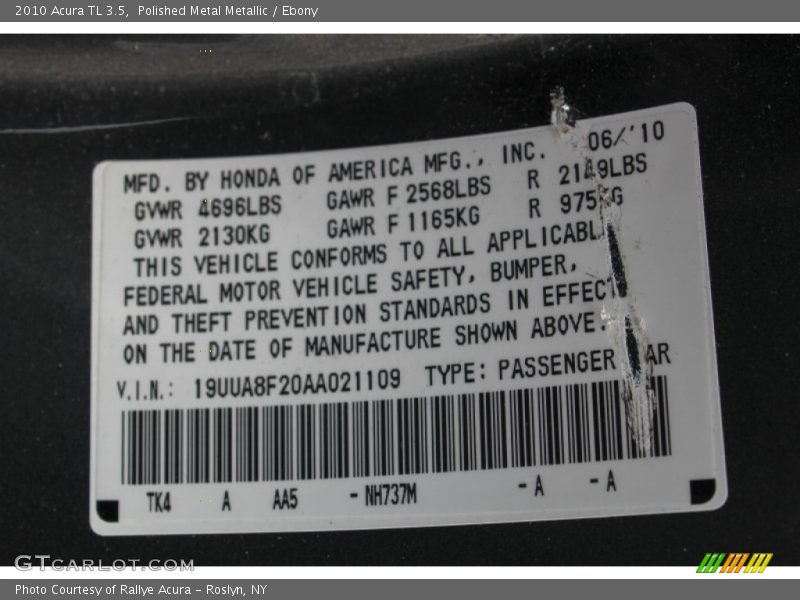 2010 Acura TL 3.5,  Polished Metal Metallic / Ebony
MFD. BY HONDA OF AMERICA MFG., INC. 06/'10
GVWR 4696LBS GAWR F 2568LBS R 2149LBS
GVWR 2130KG GAWR F 1165KG R 975KG
THIS VEHICLE CONFORMS TO ALL APPLICABL
FEDERAL MOTOR VEHICLE SAFETY, BUMPER,
AND THEFT PREVENTION STANDARDS IN EFFECT
ON THE DATE OF MANUFACTURE SHOWN ABOVE.
V.I.N.: 19UUA8F20AA021109 TYPE: PASSENGER AR
TK4 A AA5 - NH737M - A - A
GTCARLOT.COM
Photo Courtesy of Rallye Acura – Roslyn, NY